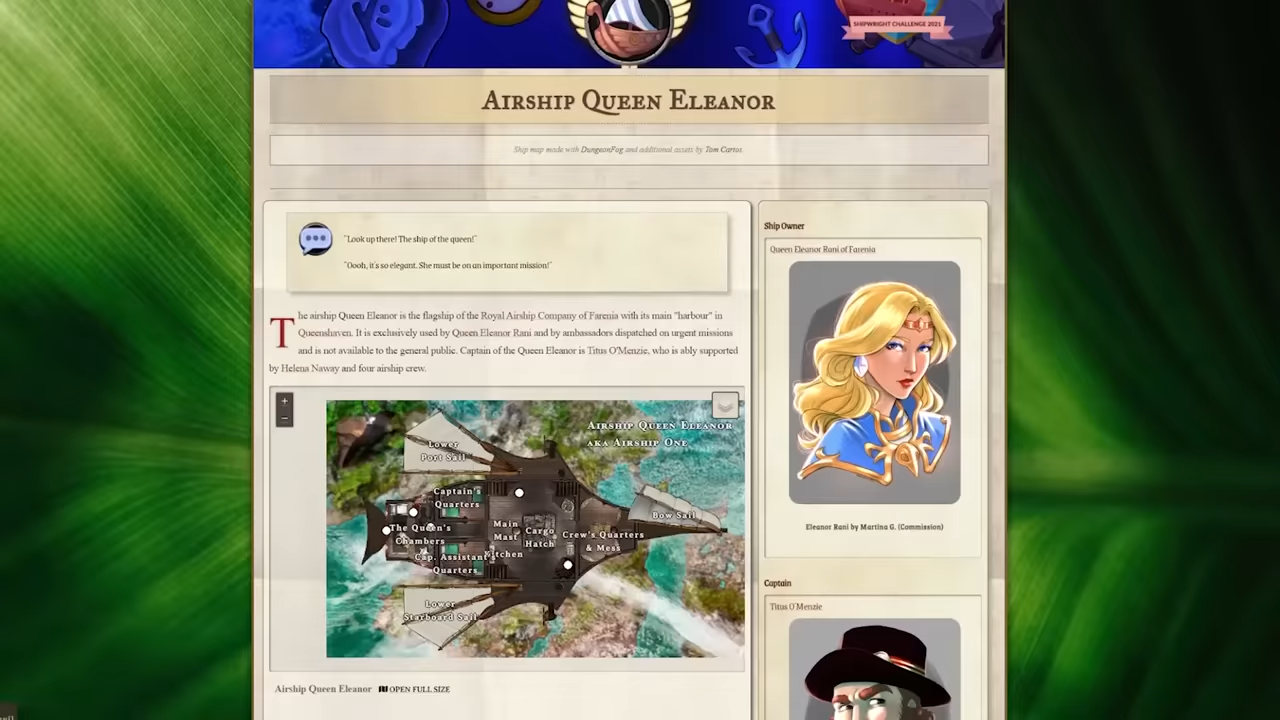 SHIPWRIGHT CHALLENGE 2021
Airship Queen Eleanor
Ship map made with DungeonFog and additional assets by Tom Cartos.
"Look up there! The ship of the queen!"
"Oooh, it's so elegant. She must be on an important mission!"
The airship Queen Eleanor is the flagship of the Royal Airship Company of Farenia with its main "harbour" in
Queenshaven. It is exclusively used by Queen Eleanor Rani and by ambassadors dispatched on urgent missions
and is not available to the general public. Captain of the Queen Eleanor is Titus O'Menzie, who is ably supported
by Helena Naway and four airship crew.
+
−
Airship Queen Eleanor
aka Airship One
Lower
Port Sail
Captain's
Quarters
The Queen's
Chambers
Main
Mast
Cargo
Hatch
Crew's Quarters
& Mess
Bow Sail
Kitchen
Cap. Assistant's
Quarters
Lower
Starboard Sail
Airship Queen Eleanor OPEN FULL SIZE
Ship Owner
Queen Eleanor Rani of Farenia
Eleanor Rani by Martina G. (Commission)
Captain
Titus O'Menzie